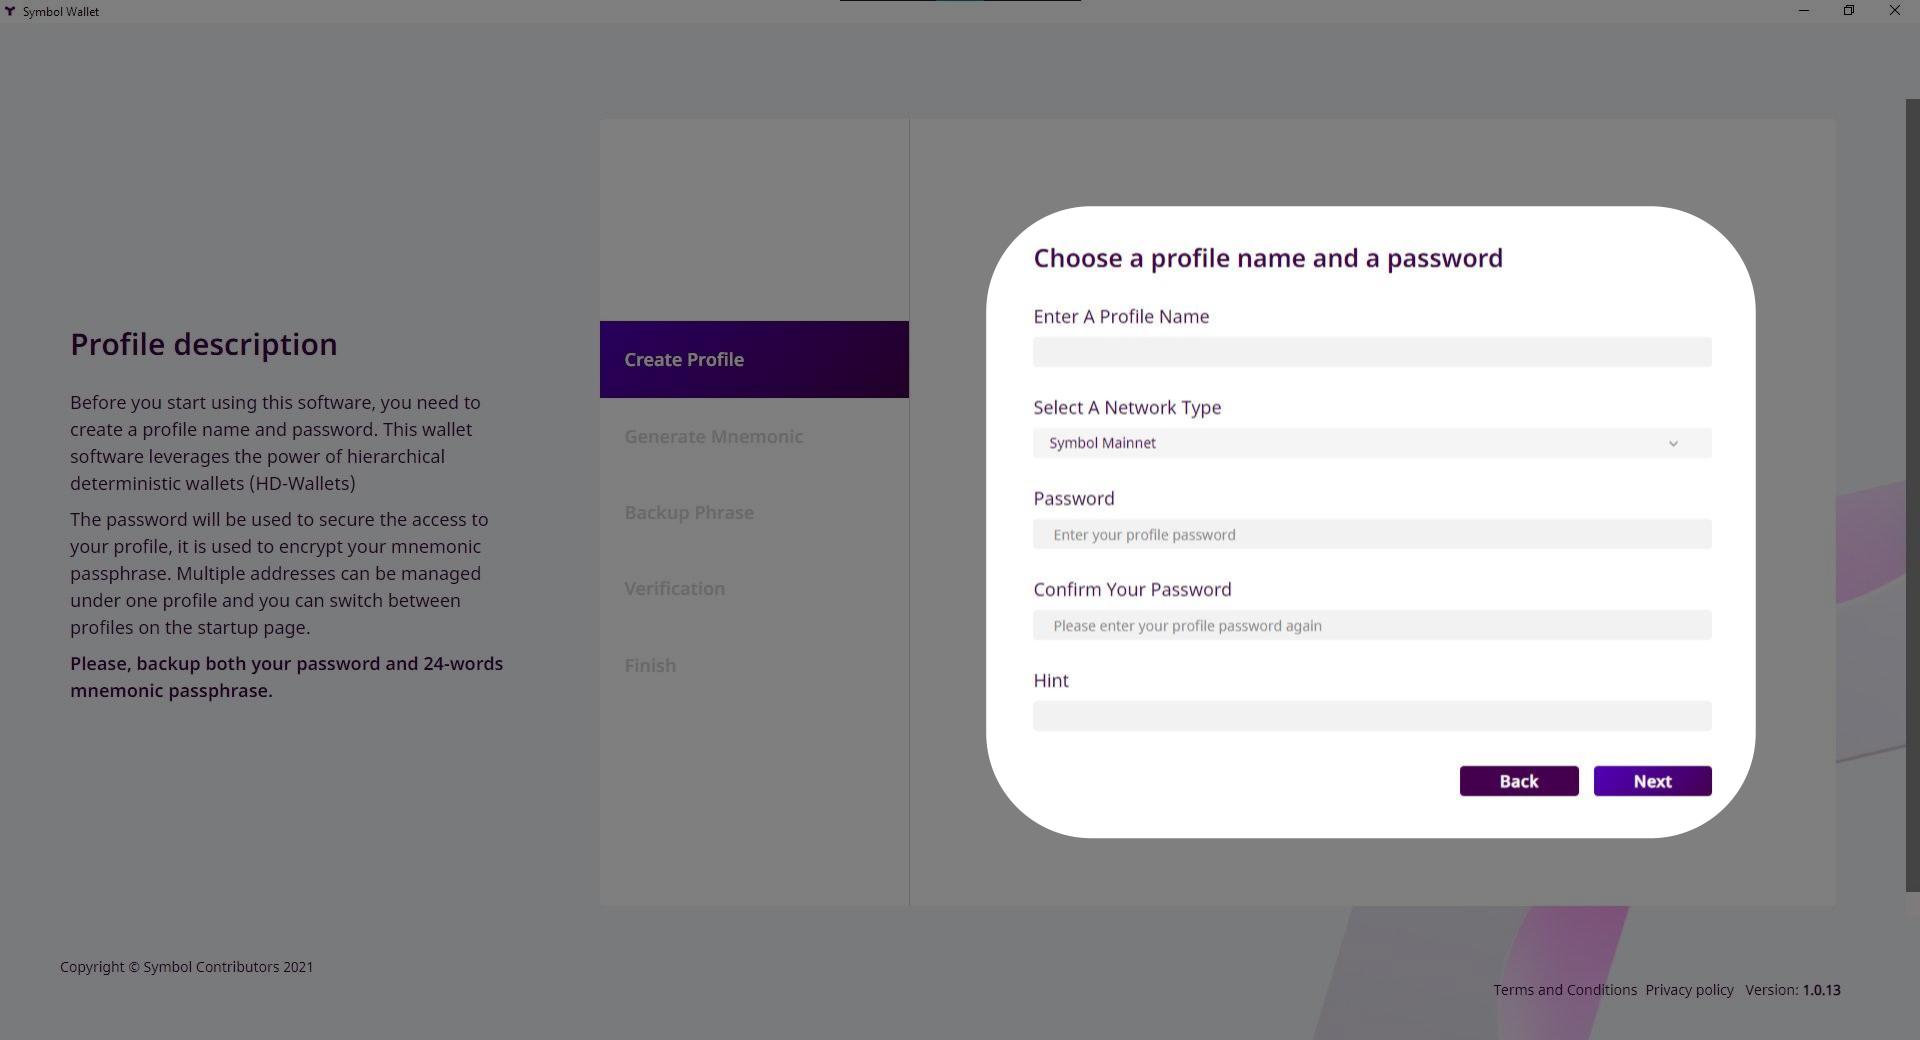 Symbol Wallet
Profile description
Before you start using this software, you need to
create a profile name and password. This wallet
software leverages the power of hierarchical
deterministic wallets (HD-Wallets)
The password will be used to secure the access to
your profile, it is used to encrypt your mnemonic
passphrase. Multiple addresses can be managed
under one profile and you can switch between
profiles on the startup page.
Please, backup both your password and 24-words
mnemonic passphrase.
Create Profile
Generate Mnemonic
Backup Phrase
Verification
Finish
Choose a profile name and a password
Enter A Profile Name
Select A Network Type
Symbol Mainnet
Password
Enter your profile password
Confirm Your Password
Please enter your profile password again
Hint
Back Next
Copyright © Symbol Contributors 2021
Terms and Conditions Privacy policy Version: 1.0.13